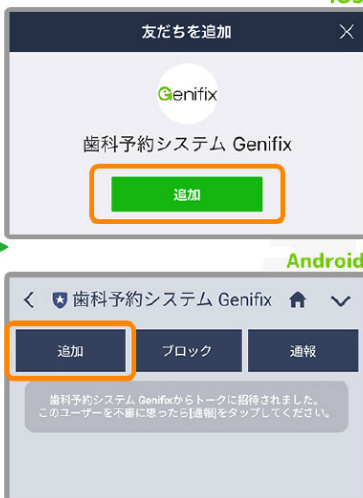 iOS
友だちを追加
Genifix
歯科予約システム Genifix
追加
Android
歯科予約システム Genifix
追加 ブロック 通報
歯科予約システム Genifixからトークに招待されました。
このユーザーを不審に思ったら[通報]をタップしてください。